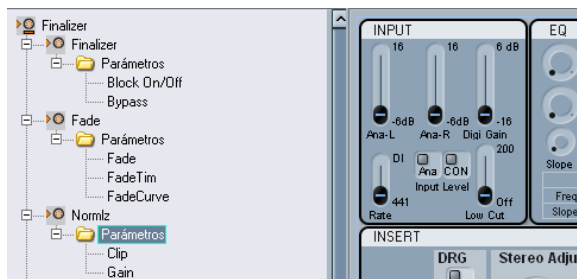 Finalizer
Finalizer
Parámetros
Block On/Off
Bypass
Fade
Parámetros
Fade
FadeTim
FadeCurve
Normlz
Parámetros
Clip
Gain
INPUT
16 16 6 dB
-6dB -6dB -16
Ana-L Ana-R Digi Gain
DI 200
Ana CON
Input Level
441 Off
Rate Low Cut
EQ
Slope
Freq
Slope
INSERT
DRG Stereo Adju